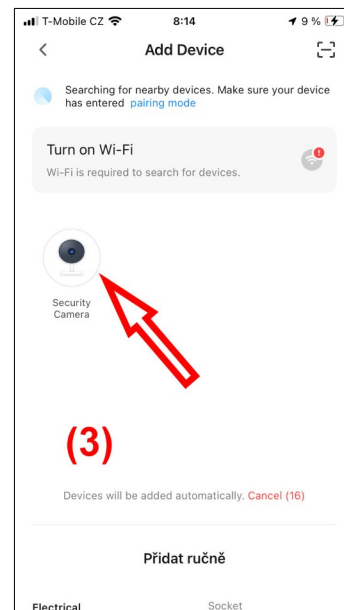 T-Mobile CZ 8:14 9 %
Add Device
Searching for nearby devices. Make sure your device
has entered pairing mode
Turn on Wi-Fi
Wi-Fi is required to search for devices.
Security
Camera
(3)
Devices will be added automatically. Cancel (16)
Přidat ručně
Electrical Socket